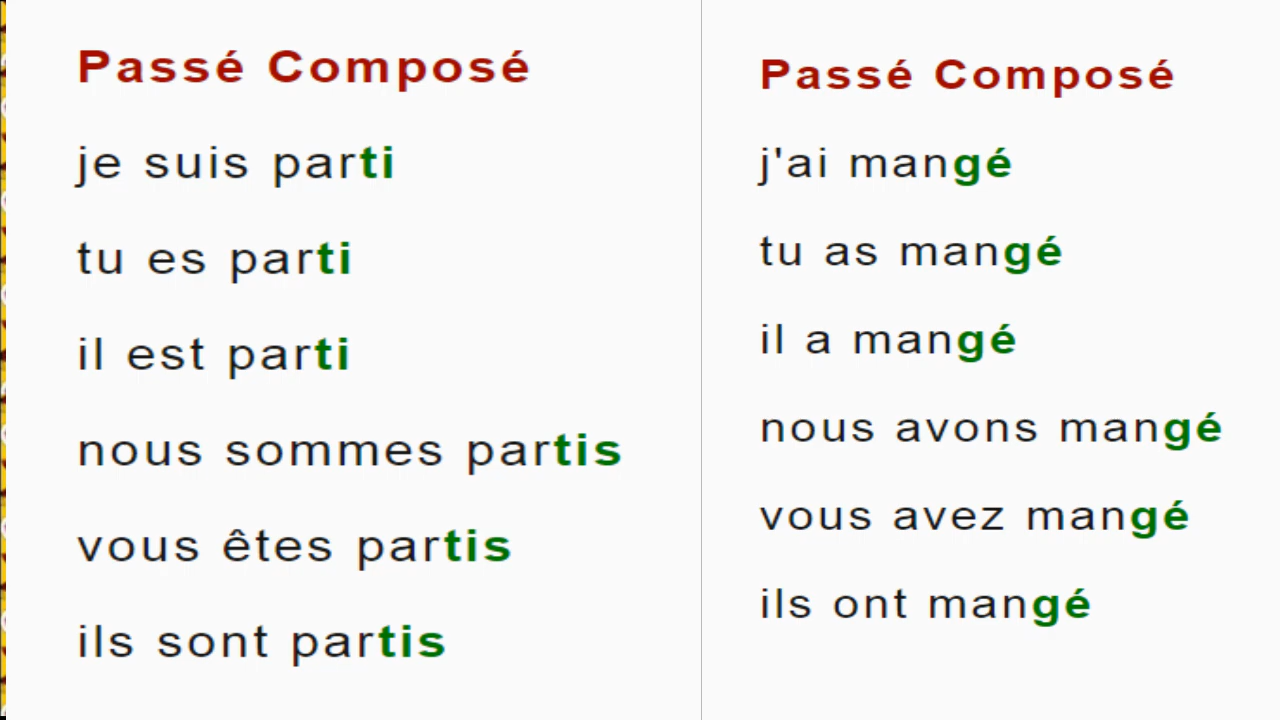 Passé Composé
je suis parti
tu es parti
il est parti
nous sommes partis
vous êtes partis
ils sont partis
Passé Composé
j'ai mangé
tu as mangé
il a mangé
nous avons mangé
vous avez mangé
ils ont mangé